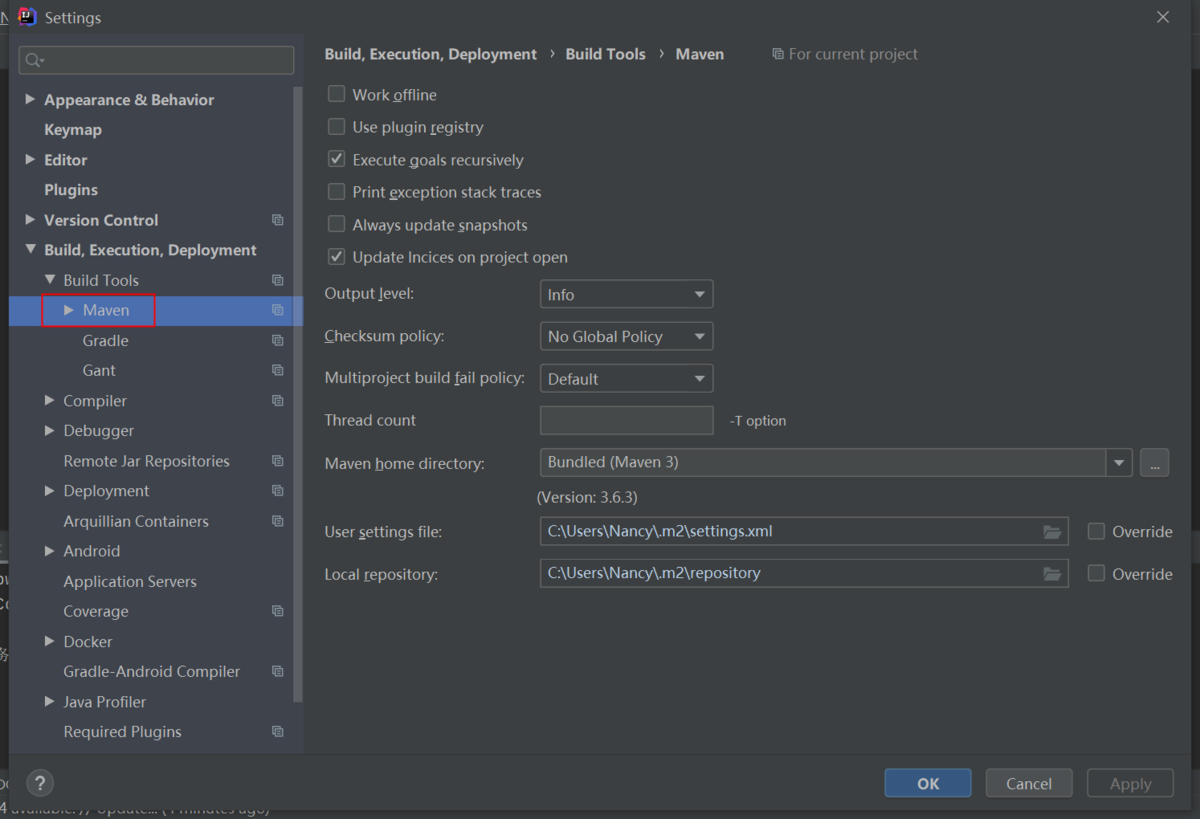 Settings
Build, Execution, Deployment › Build Tools › Maven For current project
Appearance & Behavior
Keymap
Editor
Plugins
Version Control
Build, Execution, Deployment
Build Tools
Maven
Gradle
Gant
Compiler
Debugger
Remote Jar Repositories
Deployment
Arquillian Containers
Android
Application Servers
Coverage
Docker
Gradle-Android Compiler
Java Profiler
Required Plugins
Work offline
Use plugin registry
Execute goals recursively
Print exception stack traces
Always update snapshots
Update Incices on project open
Output level: Info
Checksum policy: No Global Policy
Multiproject build fail policy: Default
Thread count -T option
Maven home directory: Bundled (Maven 3) ...
(Version: 3.6.3)
User settings file: C:\Users\Nancy\.m2\settings.xml Override
Local repository: C:\Users\Nancy\.m2\repository Override
? OK Cancel Apply